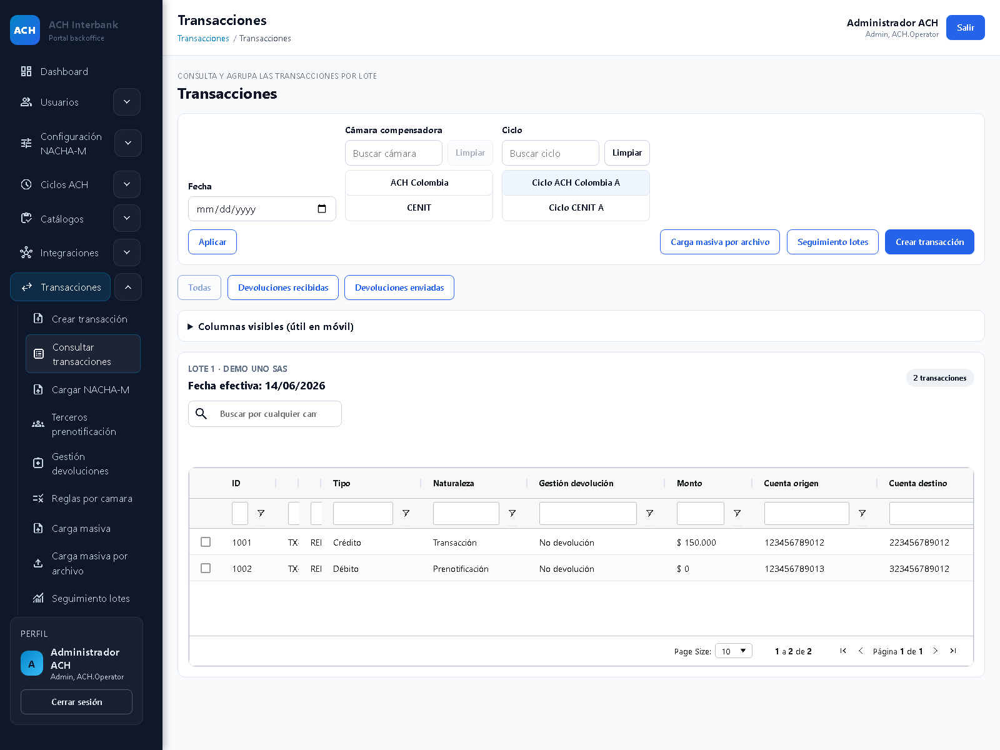 ACH
ACH Interbank
Portal backoffice
Dashboard
Usuarios
Configuración
NACHA-M
Ciclos ACH
Catálogos
Integraciones
Transacciones
Crear transacción
Consultar
transacciones
Cargar NACHA-M
Terceros
prenotificación
Gestión
devoluciones
Reglas por camara
Carga masiva
Carga masiva por
archivo
Seguimiento lotes
PERFIL
A
Administrador
ACH
Admin, ACH.Operator
Cerrar sesión
Transacciones
Transacciones / Transacciones
Administrador ACH
Admin, ACH.Operator
Salir
CONSULTA Y AGRUPA LAS TRANSACCIONES POR LOTE
Transacciones
Fecha
mm/dd/yyyy
Cámara compensadora
Buscar cámara
Limpiar
ACH Colombia
CENIT
Ciclo
Buscar ciclo
Limpiar
Ciclo ACH Colombia A
Ciclo CENIT A
Aplicar
Carga masiva por archivo
Seguimiento lotes
Crear transacción
Todas
Devoluciones recibidas
Devoluciones enviadas
Columnas visibles (útil en móvil)
LOTE 1 · DEMO UNO SAS
Fecha efectiva: 14/06/2026
2 transacciones
Buscar por cualquier
ID Tipo Naturaleza Gestión devolución Monto Cuenta origen Cuenta destino
1001 TX- REI Crédito Transacción No devolución $ 150.000 123456789012 223456789012
1002 TX- REI Débito Prenotificación No devolución $ 0 123456789013 323456789012
Page Size: 10 1 a 2 de 2 Página 1 de 1